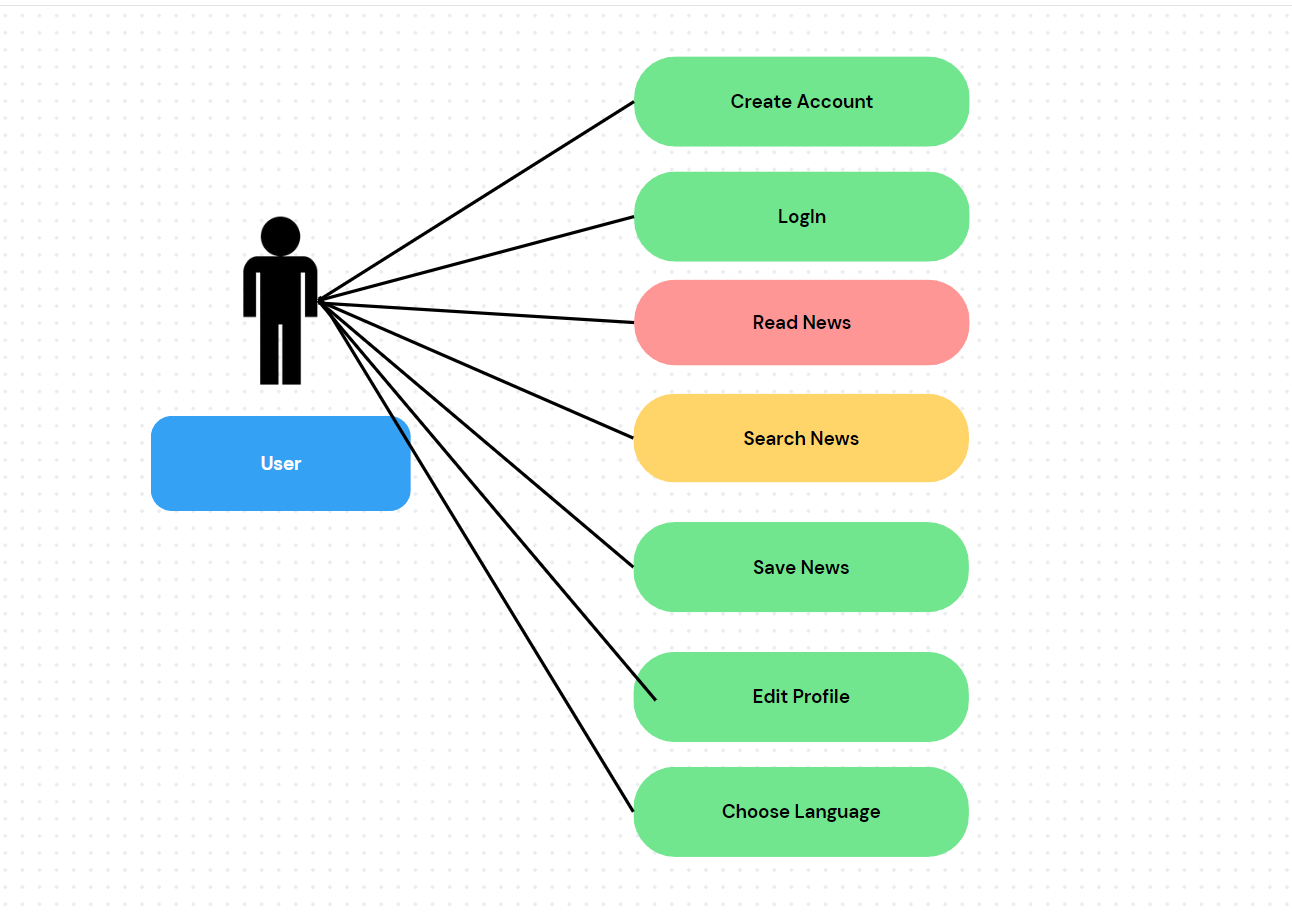 Create Account
LogIn
Read News
Search News
User
Save News
Edit Profile
Choose Language